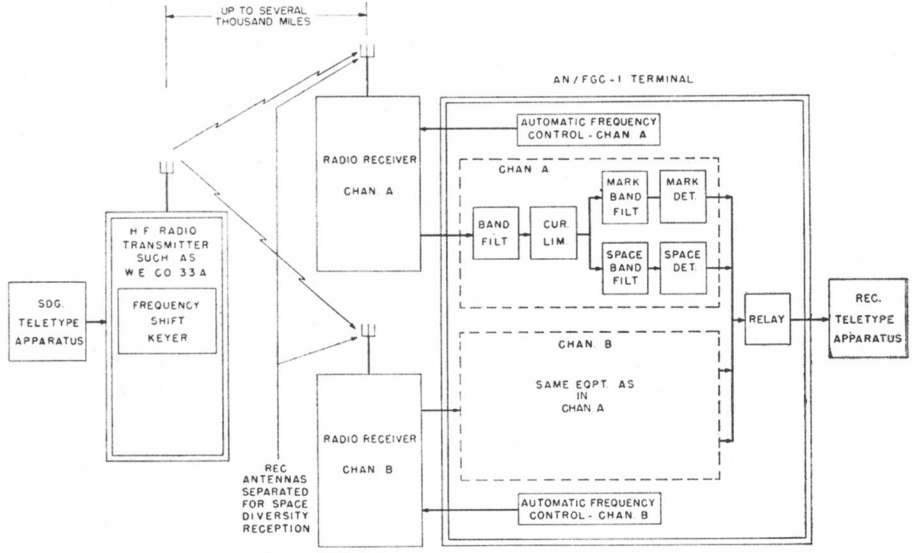 UP TO SEVERAL
THOUSAND MILES
AN/FGC-1 TERMINAL
AUTOMATIC FREQUENCY
CONTROL - CHAN. A
RADIO RECEIVER
CHAN. A
CHAN. A
MARK
BAND
FILT
MARK
DET.
BAND
FILT
CUR.
LIM.
SPACE
BAND
FILT
SPACE
DET.
H F RADIO
TRANSMITTER
SUCH AS
W E CO 33A
FREQUENCY
SHIFT
KEYER
SDG.
TELETYPE
APPARATUS
RELAY
REC.
TELETYPE
APPARATUS
CHAN. B
SAME EQPT. AS
IN
CHAN. A
RADIO RECEIVER
CHAN. B
REC
ANTENNAS
SEPARATED
FOR SPACE
DIVERSITY
RECEPTION
AUTOMATIC FREQUENCY
CONTROL - CHAN. B